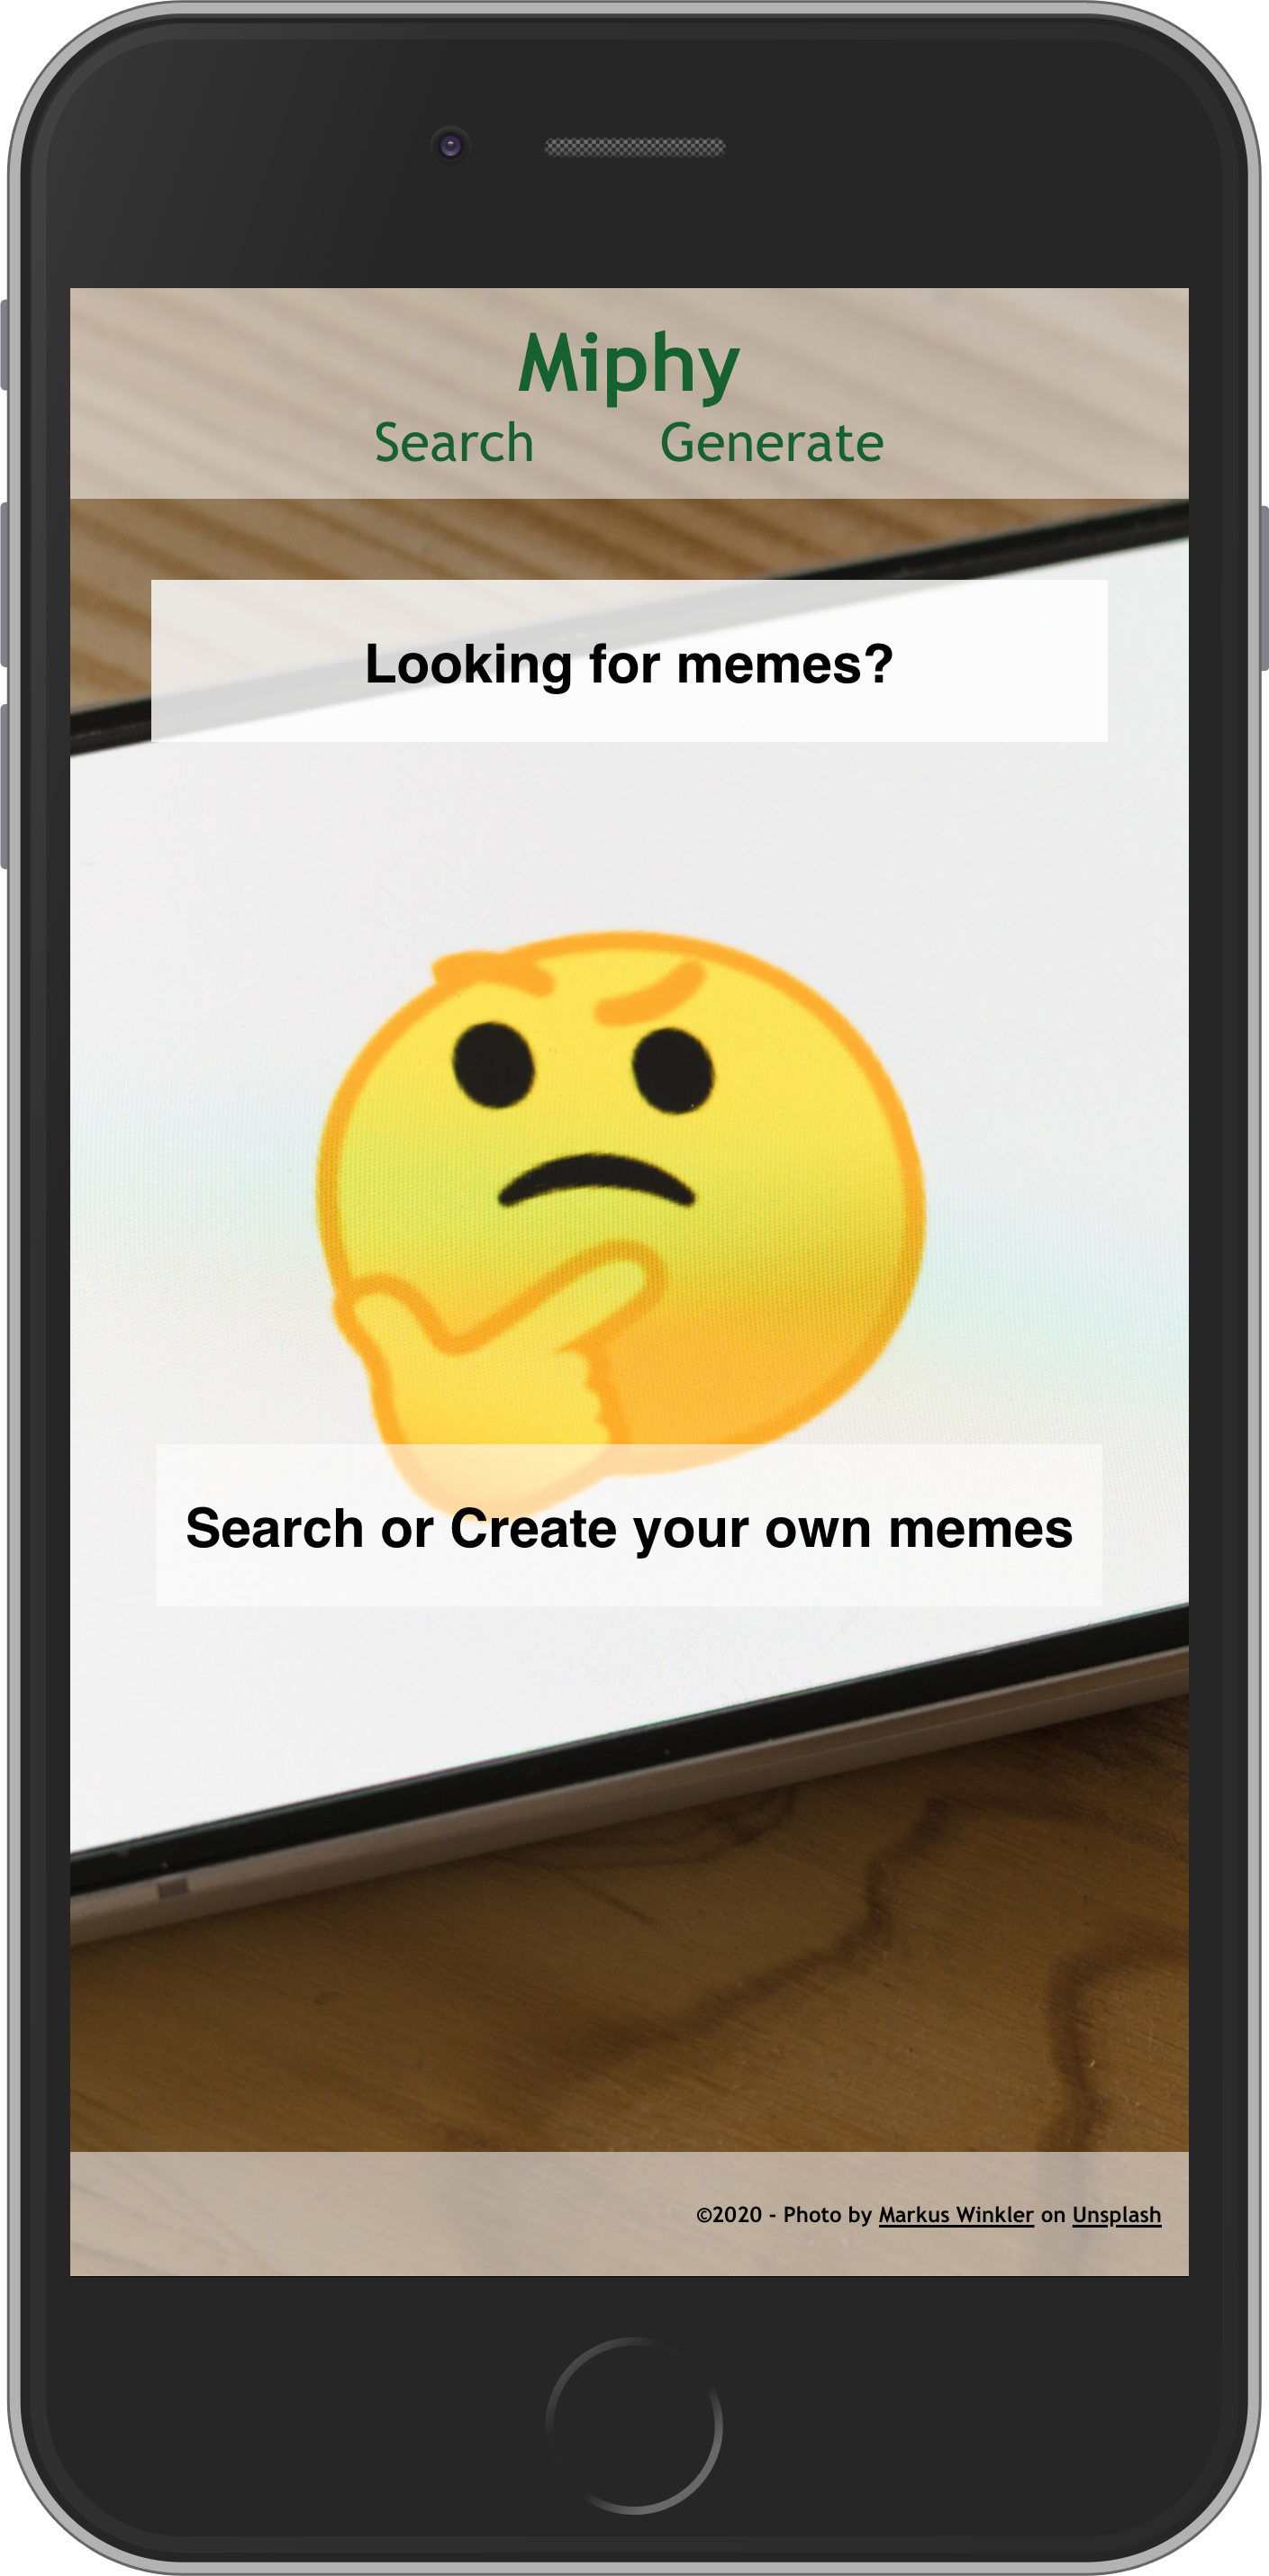 Miphy
Search Generate
Looking for memes?
Search or Create your own memes
©2020 - Photo by Markus Winkler on Unsplash